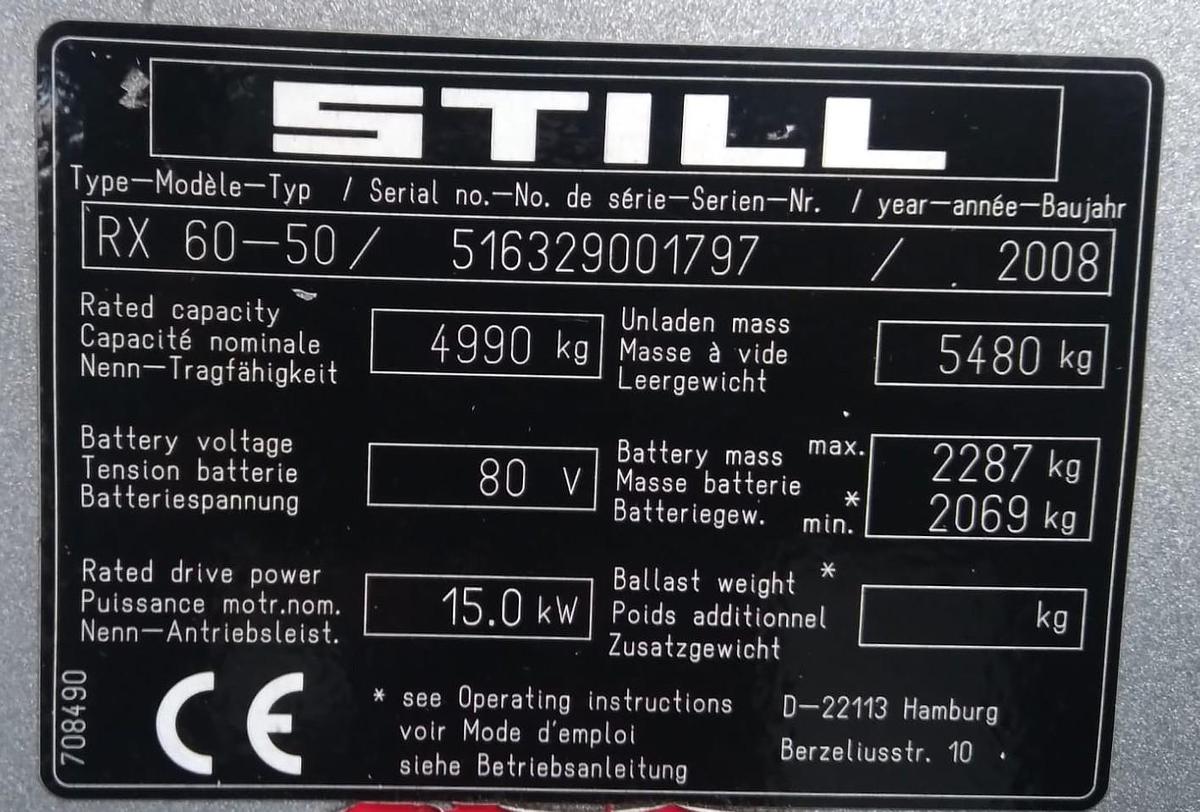 STILL
Type—Modèle—Typ / Serial no.—No. de série—Serien—Nr. / year—année—Baujahr
RX 60—50 / 516329001797 / 2008
Rated capacity
Capacité nominale
Nenn—Tragfähigkeit
4990 kg
Unladen mass
Masse à vide
Leergewicht
5480 kg
Battery voltage
Tension batterie
Batteriespannung
80 V
Battery mass max.
Masse batterie *
Batteriegew. min.
2287 kg
2069 kg
Rated drive power
Puissance motr.nom.
Nenn—Antriebsleist.
15.0 kW
Ballast weight *
Poids additionnel
Zusatzgewicht
kg
708490
CE
* see Operating instructions
voir Mode d'emploi
siehe Betriebsanleitung
D—22113 Hamburg
Berzeliusstr. 10